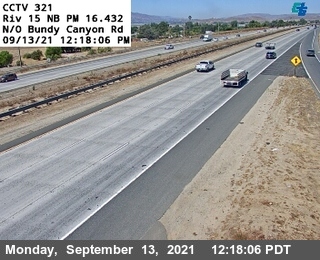 CCTV 321
Riv 15 NB PM 16.432
N/O Bundy Canyon Rd
09/13/21 12:18:06 PM
Monday, September 13, 2021 12:18:06 PDT